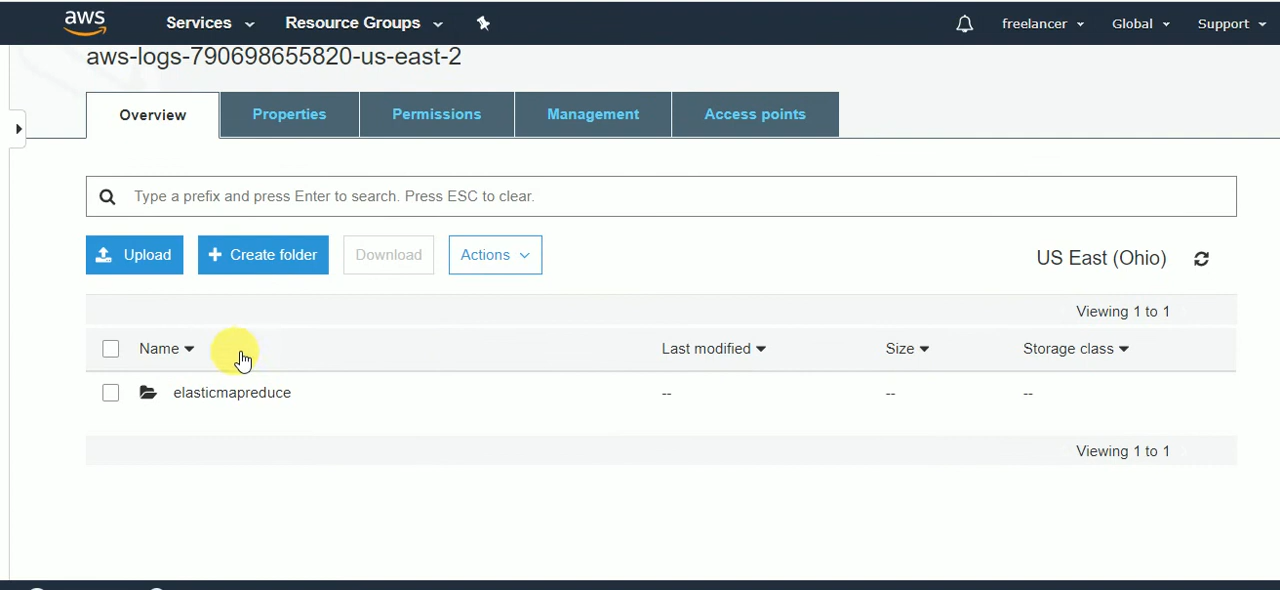 aws Services Resource Groups freelancer Global Support
aws-logs-790698655820-us-east-2
Overview Properties Permissions Management Access points
Type a prefix and press Enter to search. Press ESC to clear.
Upload + Create folder Download Actions US East (Ohio)
Viewing 1 to 1
Name Last modified Size Storage class
elasticmapreduce -- -- --
Viewing 1 to 1